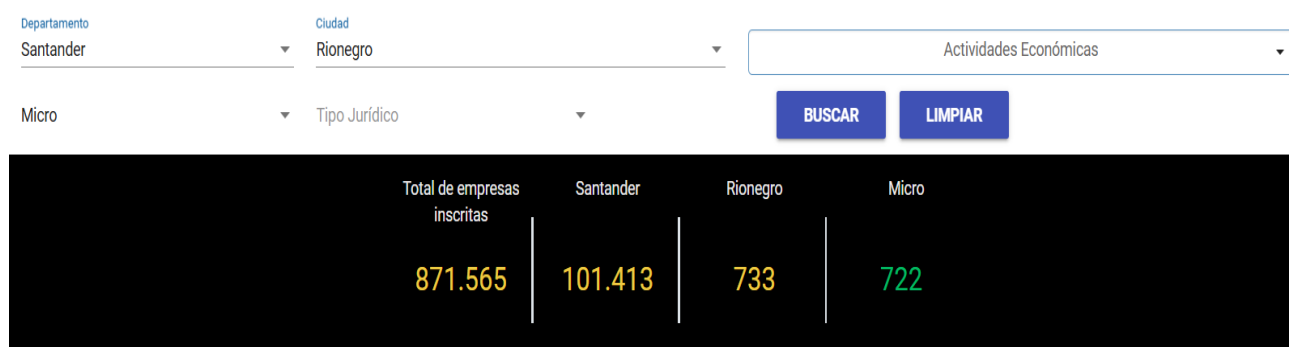 Departamento
Santander
Ciudad
Rionegro
Actividades Económicas
Micro
Tipo Jurídico
BUSCAR
LIMPIAR
Total de empresas
inscritas
Santander
Rionegro
Micro
871.565
101.413
733
722